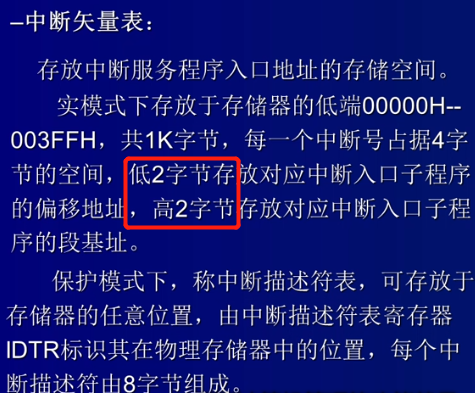 –中断矢量表：
存放中断服务程序入口地址的存储空间。
实模式下存放于存储器的低端00000H--
003FFH，共1K字节，每一个中断号占据4字
节的空间，低2字节存放对应中断入口子程序
的偏移地址，高2字节存放对应中断入口子程
序的段基址。
保护模式下，称中断描述符表，可存放于
存储器的任意位置，由中断描述符表寄存器
IDTR标识其在物理存储器中的位置，每个中
断描述符由8字节组成。